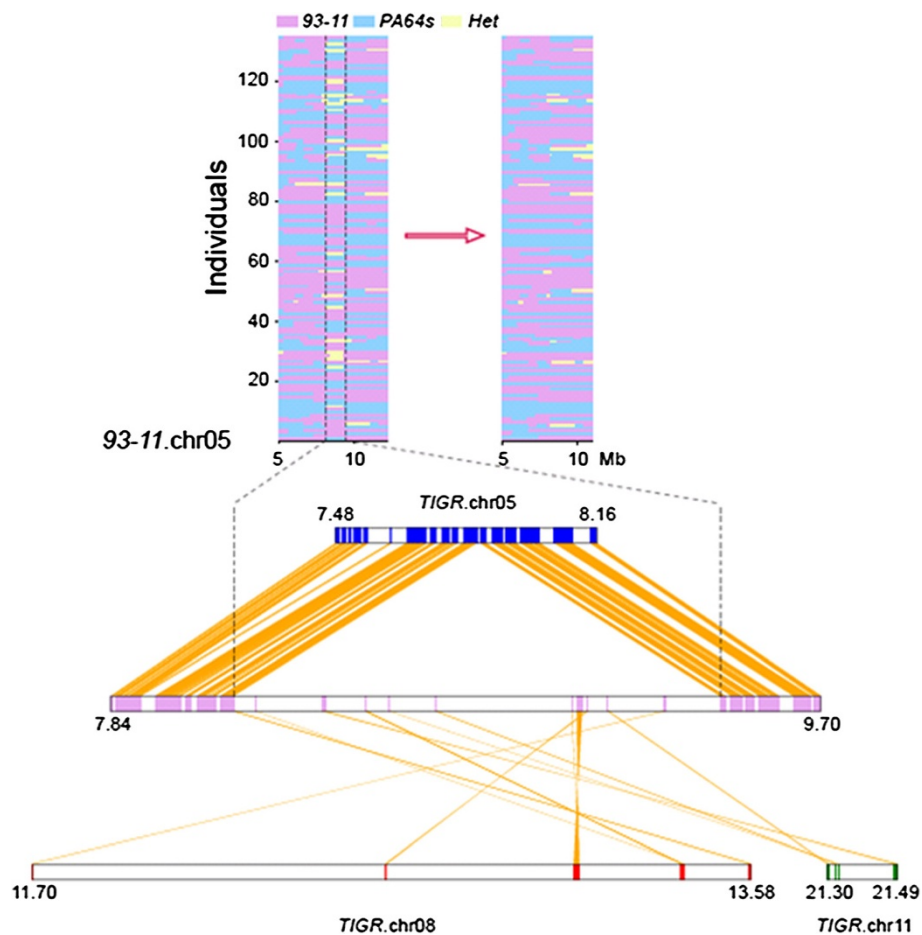 93-11 PA64s Het
Individuals
120
100
80
60
40
20
93-11.chr05
5 10 5 10 Mb
TIGR.chr05
7.48 8.16
7.84 9.70
11.70 13.58 21.30 21.49
TIGR.chr08 TIGR.chr11